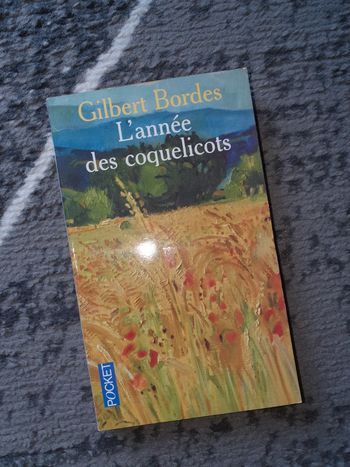 Gilbert Bordes
L'année
des coquelicots
POCKET